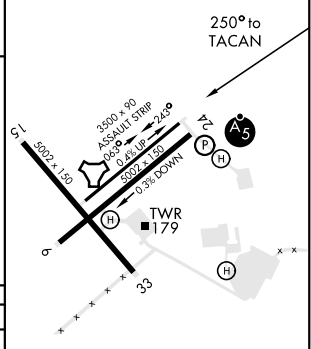 250° to
TACAN
3500 x 90
ASSAULT STRIP
063° 243°
0.4% UP
5002 x 150
0.3% DOWN
15
5002 x 150
24
A5
P
H
H
TWR
179
6
H
33